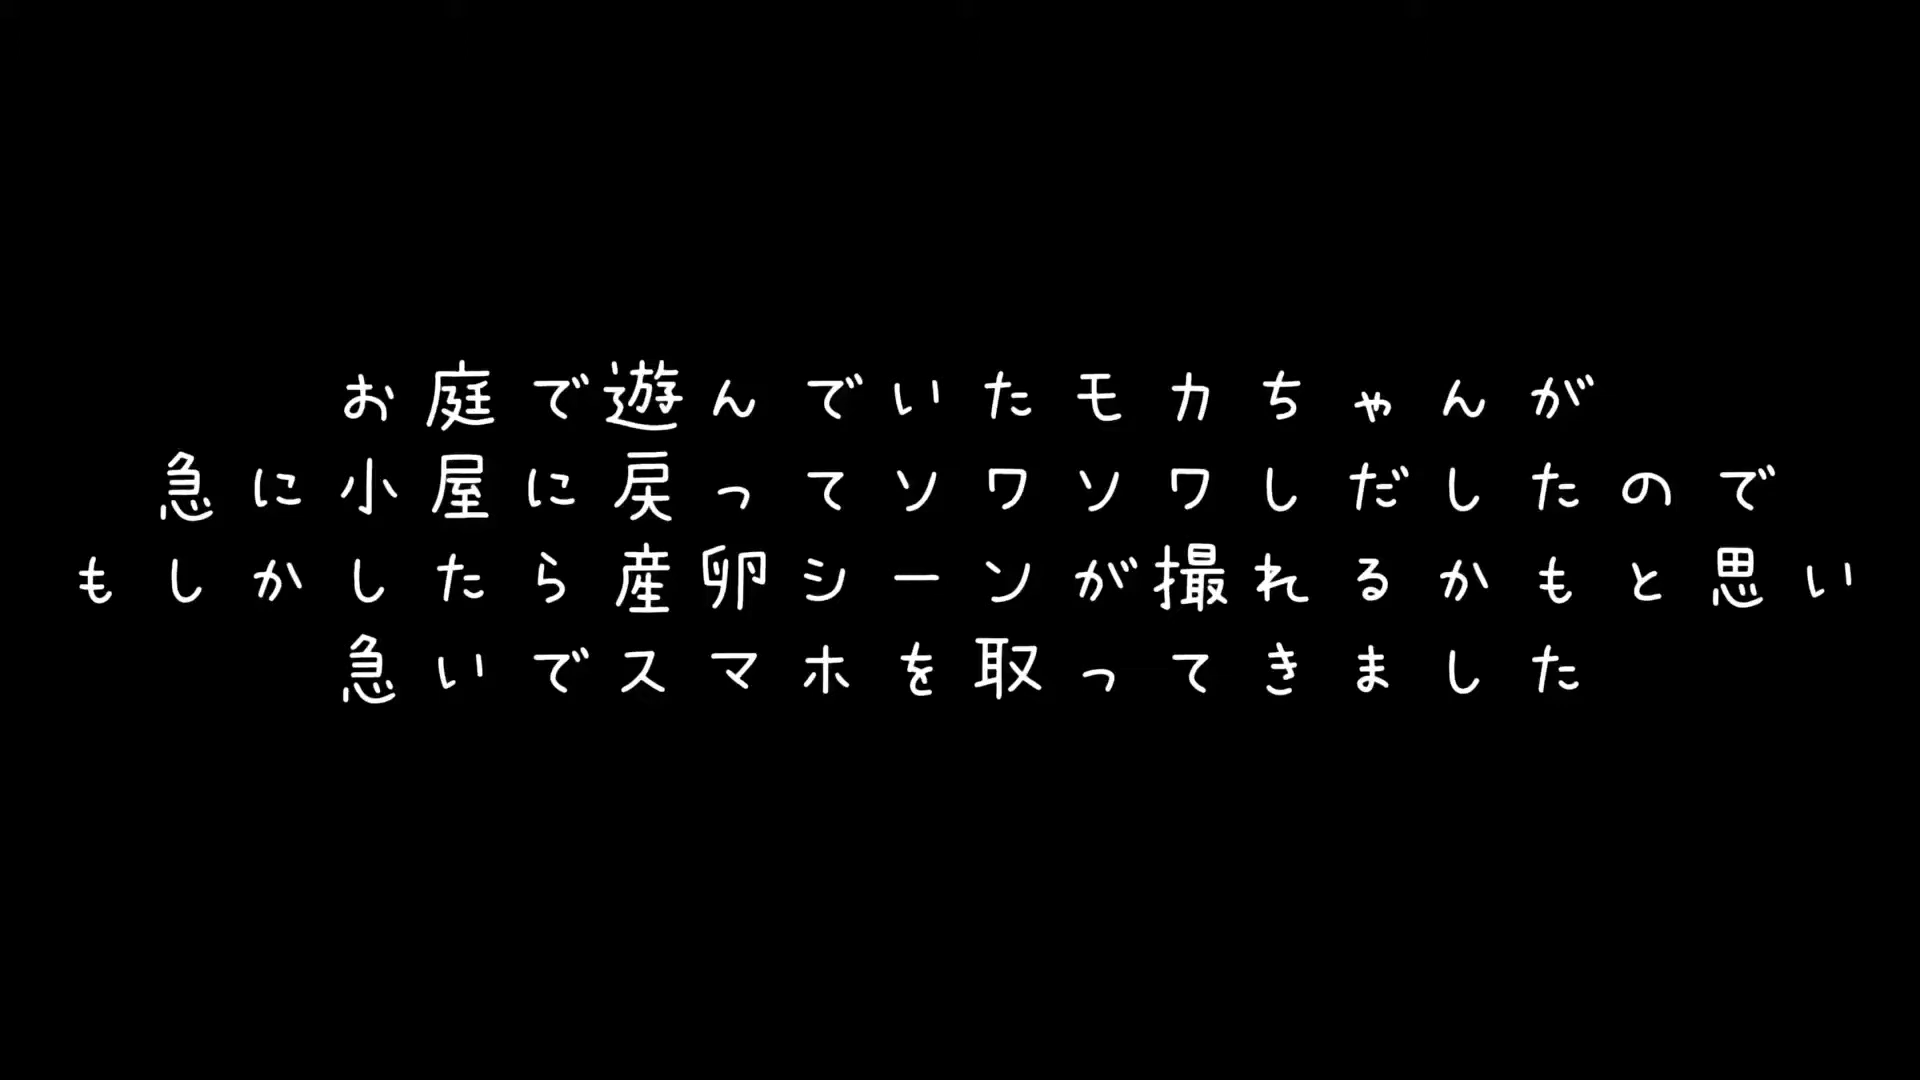 お庭で遊んでいたモカちゃんが
急に小屋に戻ってソワソワしだしたので
もしかしたら産卵シーンが撮れるかもと思い
急いでスマホを取ってきました